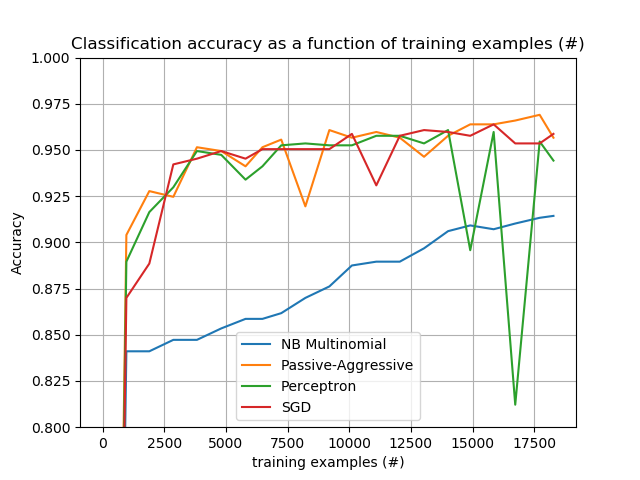 Classification accuracy as a function of training examples (#)
1.000
0.975
0.950
0.925
0.900
0.875
0.850
0.825
0.800
Accuracy
NB Multinomial
Passive-Aggressive
Perceptron
SGD
0 2500 5000 7500 10000 12500 15000 17500
training examples (#)